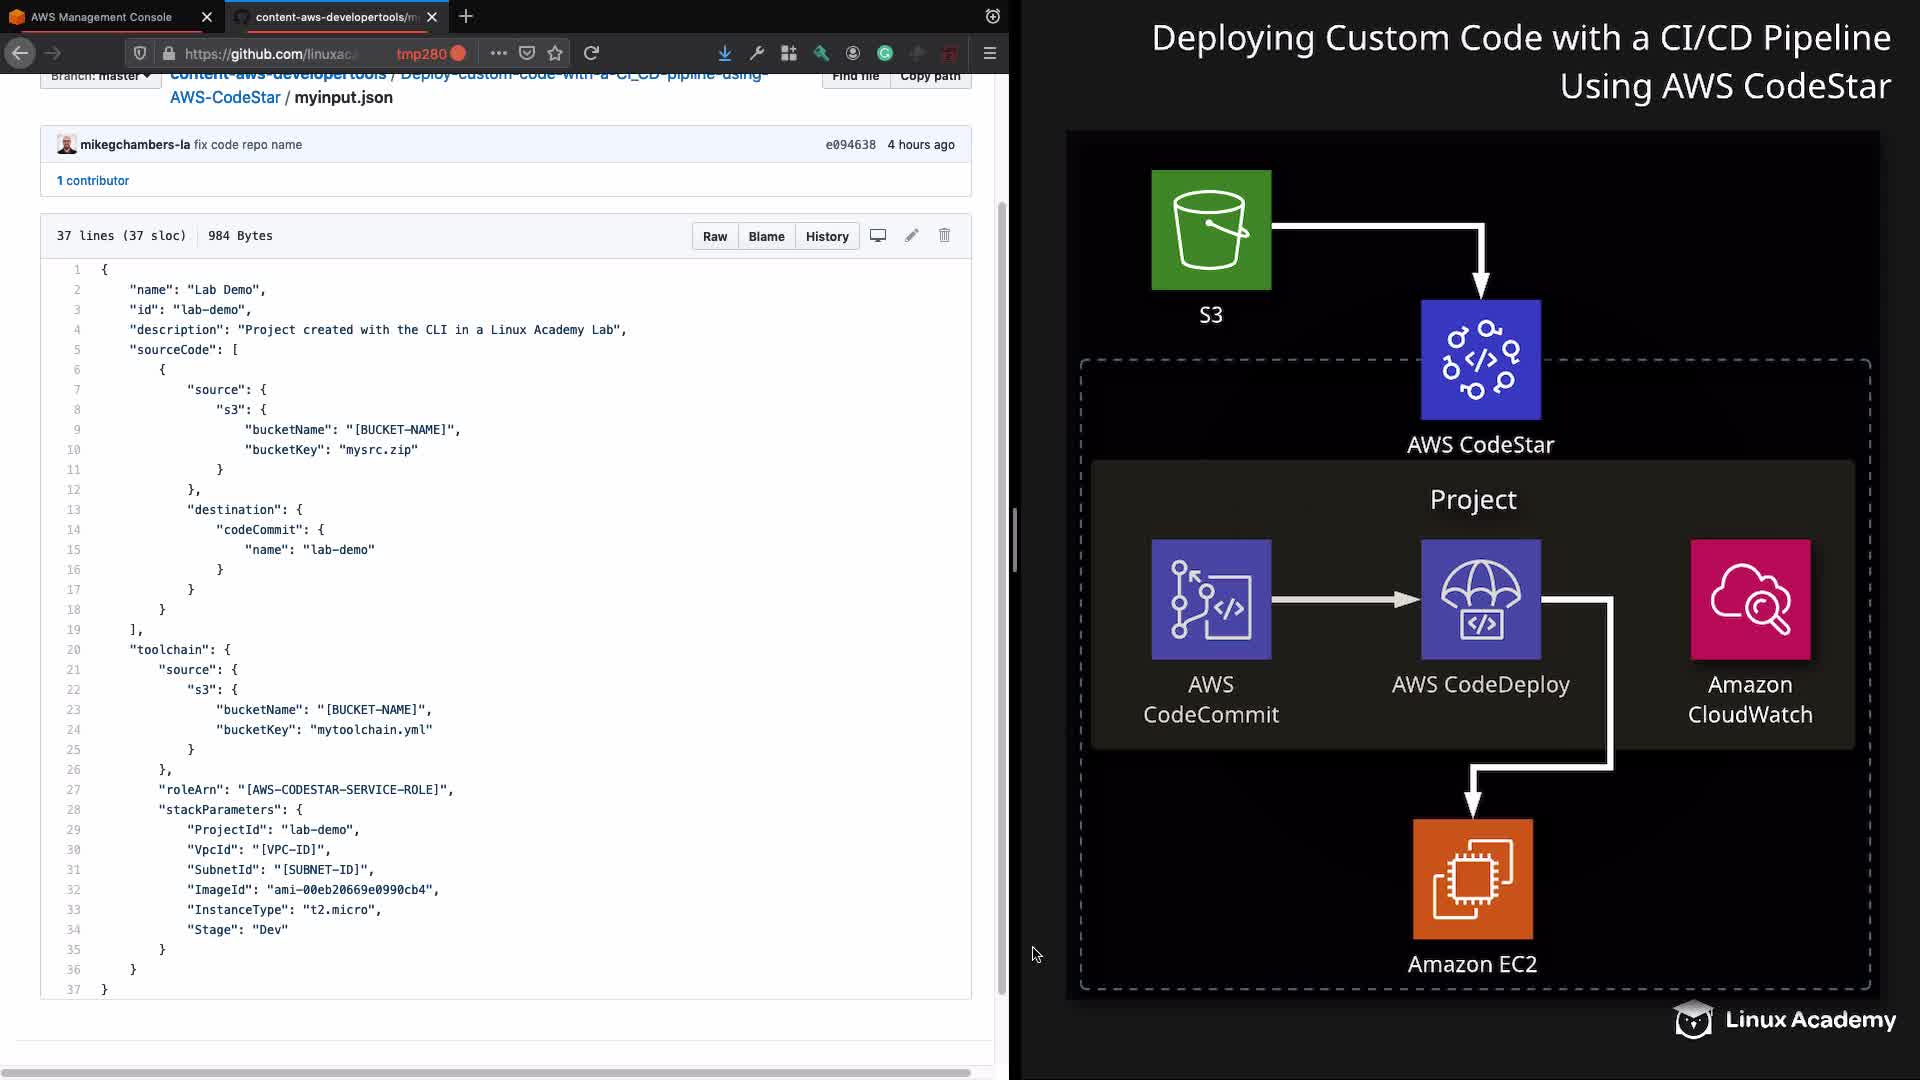 AWS Management Console
content-aws-developertools/m
https://github.com/linuxac
tmp280
Branch: master
content-aws-developertools / Deploy-custom-code-with-a-CI_CD-pipline-using-
AWS-CodeStar / myinput.json
Find file
Copy path
mikegchambers-la fix code repo name
e094638 4 hours ago
1 contributor
37 lines (37 sloc) 984 Bytes
Raw
Blame
History
1 {
2 "name": "Lab Demo",
3 "id": "lab-demo",
4 "description": "Project created with the CLI in a Linux Academy Lab",
5 "sourceCode": [
6 {
7 "source": {
8 "s3": {
9 "bucketName": "[BUCKET-NAME]",
10 "bucketKey": "mysrc.zip"
11 }
12 },
13 "destination": {
14 "codeCommit": {
15 "name": "lab-demo"
16 }
17 }
18 }
19 ],
20 "toolchain": {
21 "source": {
22 "s3": {
23 "bucketName": "[BUCKET-NAME]",
24 "bucketKey": "mytoolchain.yml"
25 }
26 },
27 "roleArn": "[AWS-CODESTAR-SERVICE-ROLE]",
28 "stackParameters": {
29 "ProjectId": "lab-demo",
30 "VpcId": "[VPC-ID]",
31 "SubnetId": "[SUBNET-ID]",
32 "ImageId": "ami-00eb20669e0990cb4",
33 "InstanceType": "t2.micro",
34 "Stage": "Dev"
35 }
36 }
37 }
Deploying Custom Code with a CI/CD Pipeline
Using AWS CodeStar
S3
AWS CodeStar
Project
AWS
CodeCommit
AWS CodeDeploy
Amazon
CloudWatch
Amazon EC2
Linux Academy